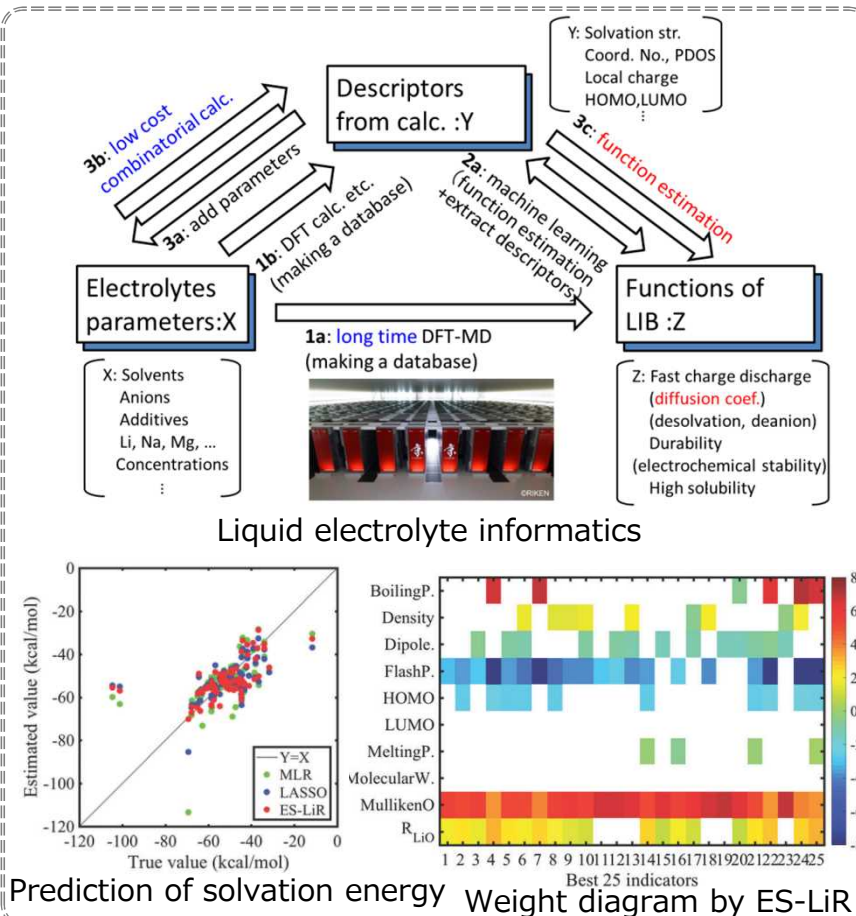 Y: Solvation str.
Coord. No., PDOS
Local charge
HOMO,LUMO
⋮
Descriptors
from calc. :Y
3b: low cost
combinatorial calc.
3a: add parameters
1b: DFT calc. etc.
(making a database)
2a: machine learning
(function estimation
+extract descriptors)
3c: function estimation
Electrolytes
parameters:X
Functions of
LIB :Z
1a: long time DFT-MD
(making a database)
X: Solvents
Anions
Additives
Li, Na, Mg, ...
Concentrations
⋮
京
©RIKEN
Z: Fast charge discharge
(diffusion coef.)
(desolvation, deanion)
Durability
(electrochemical stability)
High solubility
Liquid electrolyte informatics
Estimated value (kcal/mol)
0
-20
-40
-60
-80
-100
-120
Y=X
MLR
LASSO
ES-LiR
-120 -100 -80 -60 -40 -20 0
True value (kcal/mol)
Prediction of solvation energy
BoilingP.
Density
Dipole.
FlashP.
HOMO
LUMO
MeltingP.
MolecularW.
MullikenO
R_LiO
1 2 3 4 5 6 7 8 9 10 11 12 13 14 15 16 17 18 19 20 21 22 23 24 25
Best 25 indicators
8
6
4
2
0
Weight diagram by ES-LiR